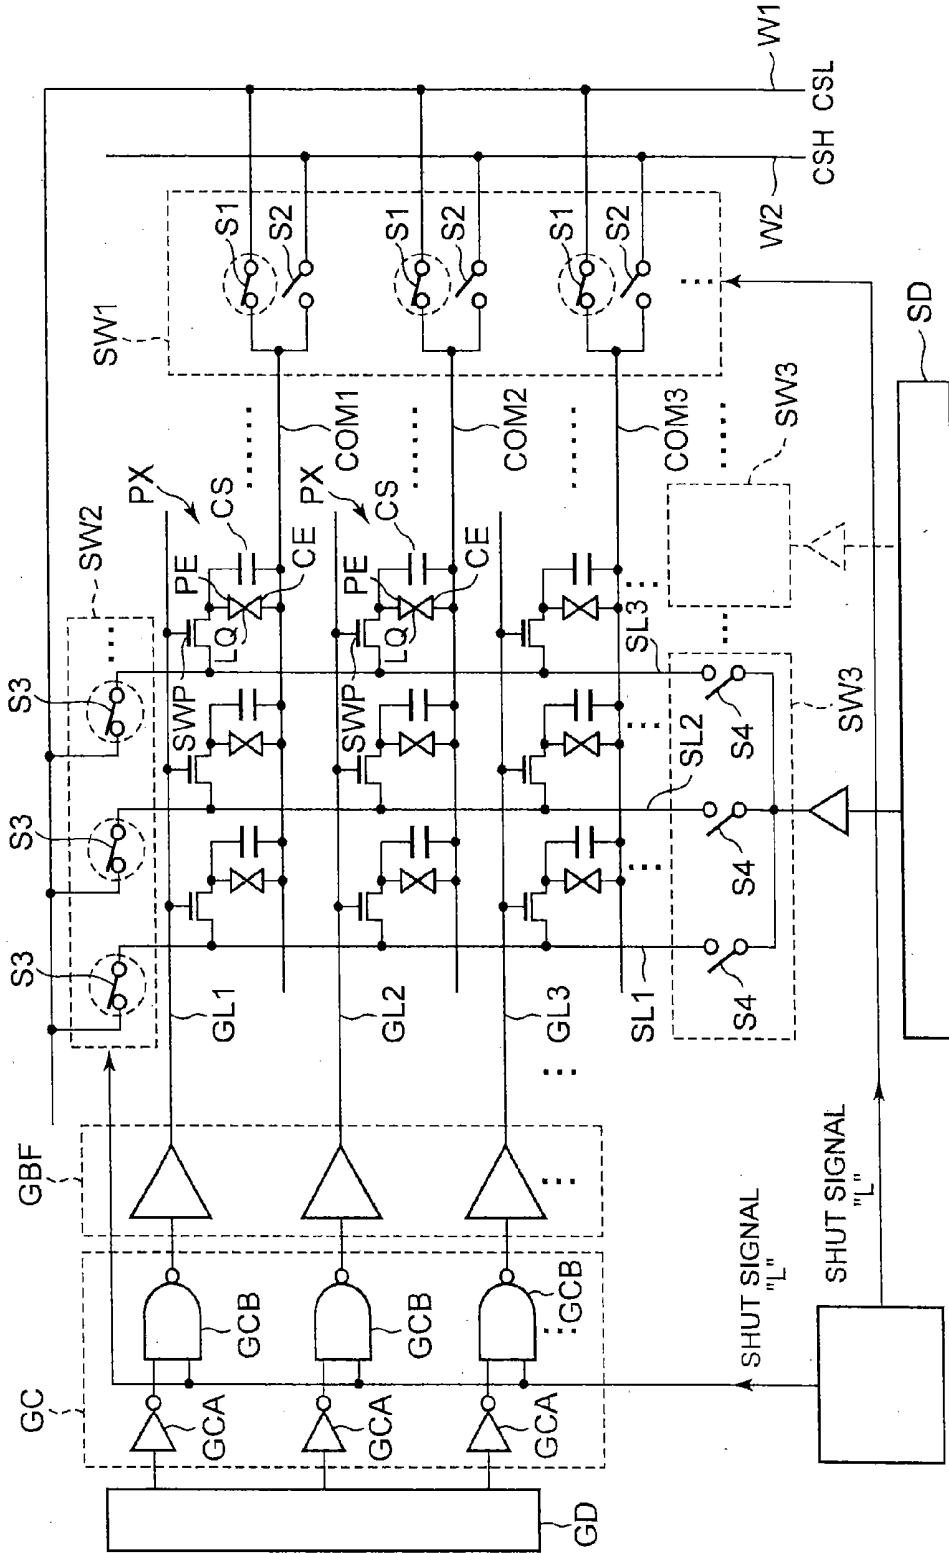 GC
GBF
S3
S3
S3
SW2
SW1
W1
CSL
CSH
W2
GCA
GCB
GL1
SWP
PE
PX
LQ
CS
CE
COM1
S1
S2
GCA
GCB
GL2
SWP
PE
PX
LQ
CS
CE
COM2
S1
S2
GCA
GCB
GL3
COM3
S1
S2
SL1
SL2
SL3
GD
S4
S4
S4
SW3
SW3
SHUT SIGNAL
"L"
SHUT SIGNAL
"L"
SD